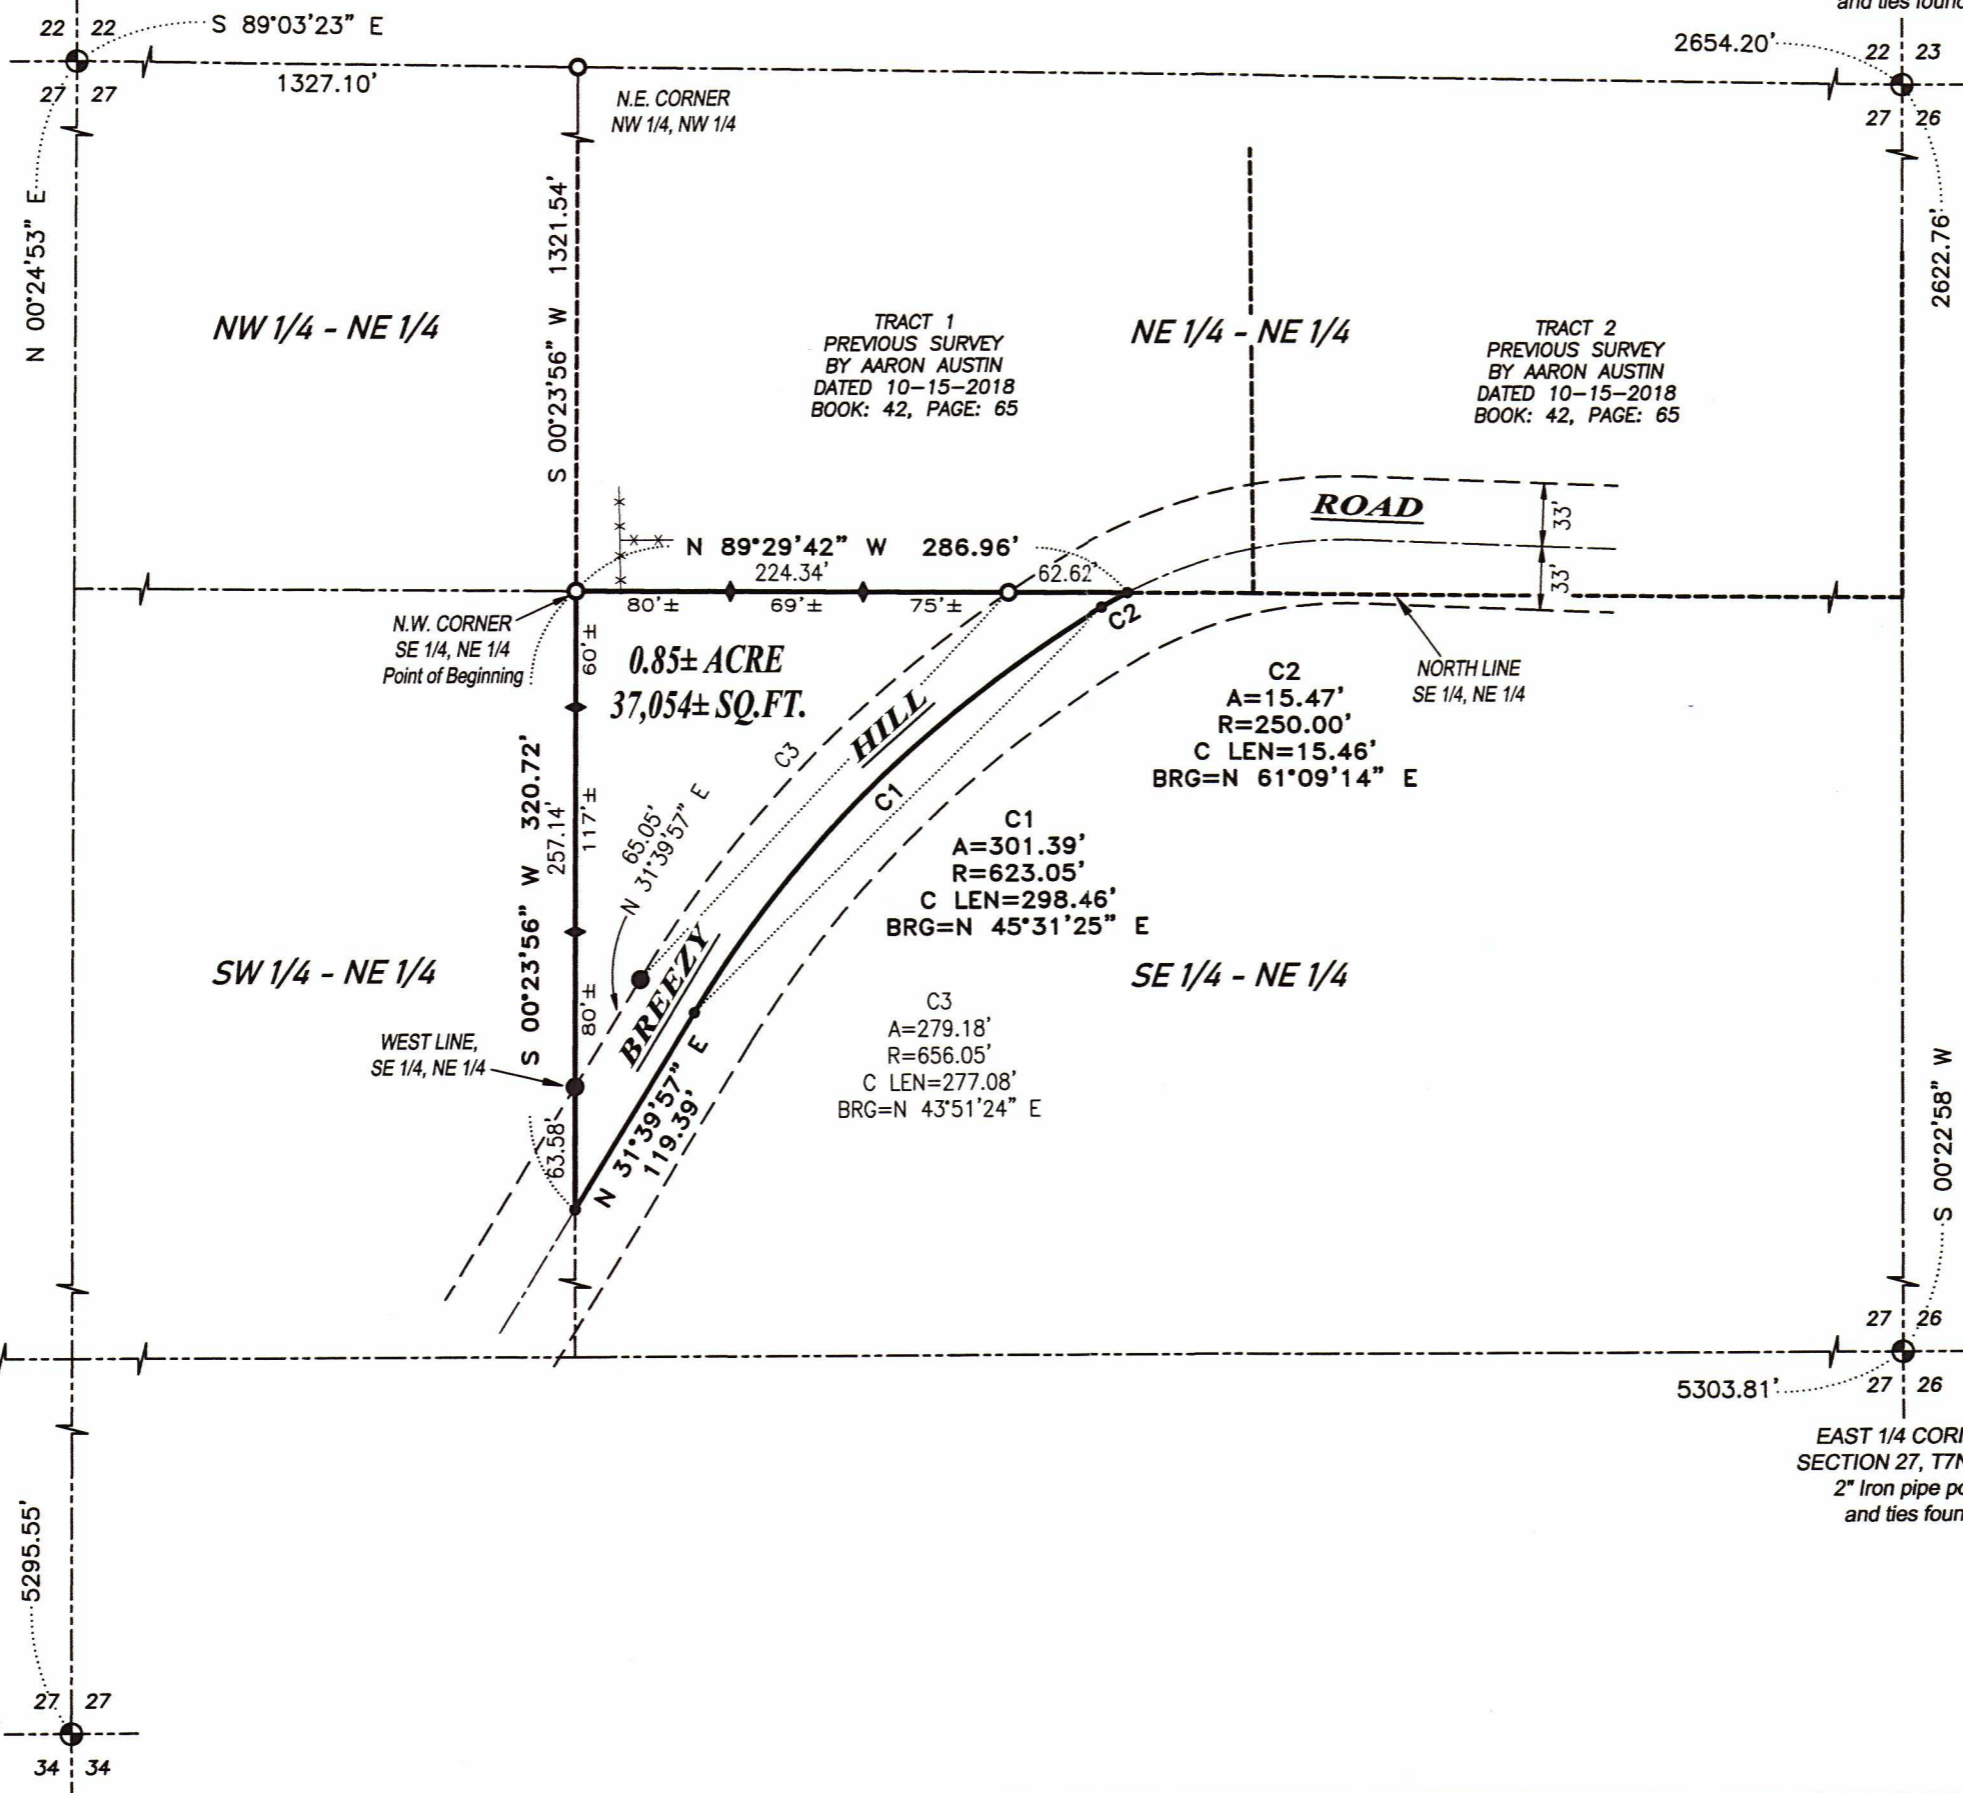 and ties found
22 22
S 89°03'23" E
2654.20'
22 23
27 27
1327.10'
N.E. CORNER
NW 1/4, NW 1/4
27 26
N 00°24'53" E
S 00°23'56" W 1321.54'
2622.76'
NW 1/4 - NE 1/4
TRACT 1
PREVIOUS SURVEY
BY AARON AUSTIN
DATED 10-15-2018
BOOK: 42, PAGE: 65
NE 1/4 - NE 1/4
TRACT 2
PREVIOUS SURVEY
BY AARON AUSTIN
DATED 10-15-2018
BOOK: 42, PAGE: 65
ROAD
33'
33'
N 89°29'42" W 286.96'
224.34'
62.62'
80'±
69'±
75'±
C2
N.W. CORNER
SE 1/4, NE 1/4
Point of Beginning
60'±
0.85± ACRE
37,054± SQ.FT.
NORTH LINE
SE 1/4, NE 1/4
C2
A=15.47'
R=250.00'
C LEN=15.46'
BRG=N 61°09'14" E
HILL
C3
C1
S 00°23'56" W 320.72'
257.14'
117'±
65.05'
N 31°39'57" E
C1
A=301.39'
R=623.05'
C LEN=298.46'
BRG=N 45°31'25" E
SW 1/4 - NE 1/4
SE 1/4 - NE 1/4
80'±
BREEZY
C3
A=279.18'
R=656.05'
C LEN=277.08'
BRG=N 43°51'24" E
WEST LINE,
SE 1/4, NE 1/4
63.58'
N 31°39'57" E
119.39'
S 00°22'58" W
27 26
5303.81'
27 26
EAST 1/4
SECTION 27,
2" Iron pipe
and ties
5295.55'
27 27
34 34